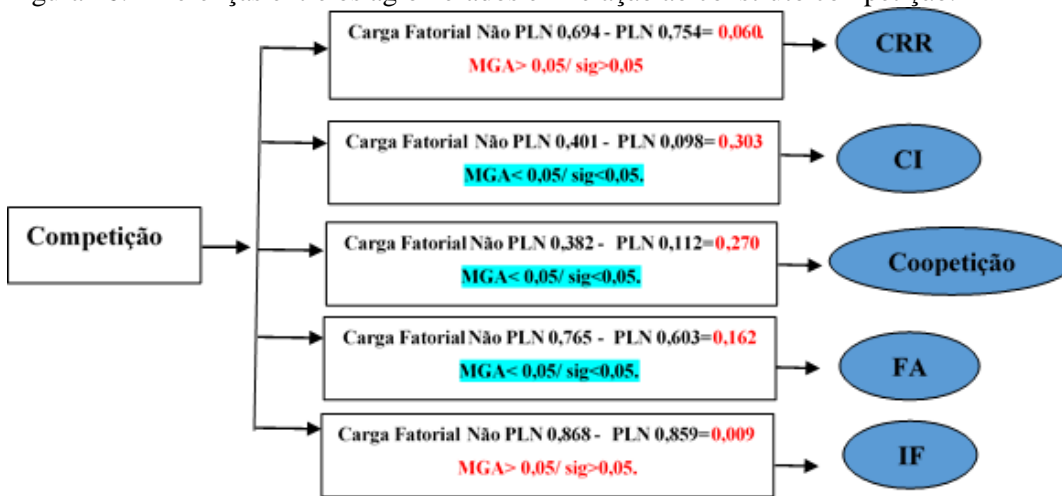 Carga Fatorial Não PLN 0,694 - PLN 0,754= 0,060.
MGA> 0,05/ sig>0,05
CRR
Carga Fatorial Não PLN 0,401 - PLN 0,098= 0,303
MGA< 0,05/ sig<0,05.
CI
Competição
Carga Fatorial Não PLN 0,382 - PLN 0,112=0,270
MGA< 0,05/ sig<0,05.
Coopetição
Carga Fatorial Não PLN 0,765 - PLN 0,603=0,162
MGA< 0,05/ sig<0,05.
FA
Carga Fatorial Não PLN 0,868 - PLN 0,859=0,009
MGA> 0,05/ sig>0,05.
IF